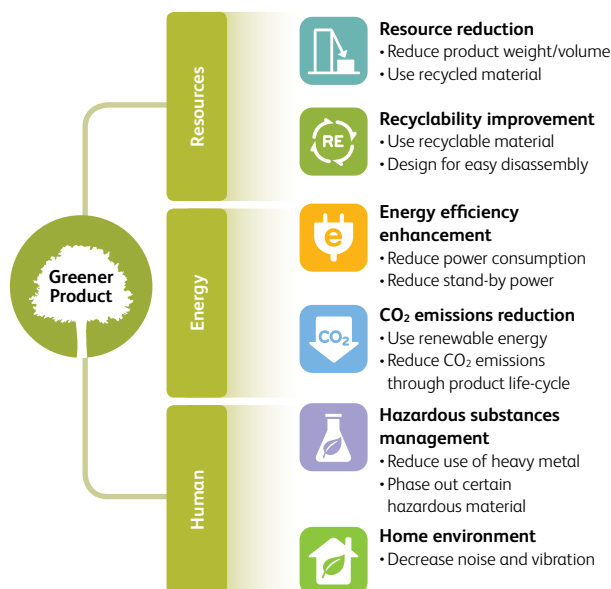 Greener
Product
Resources
Resource reduction
• Reduce product weight/volume
• Use recycled material
RE
Recyclability improvement
• Use recyclable material
• Design for easy disassembly
Energy
e
Energy efficiency
enhancement
• Reduce power consumption
• Reduce stand-by power
CO₂
CO₂ emissions reduction
• Use renewable energy
• Reduce CO₂ emissions
through product life-cycle
Human
Hazardous substances
management
• Reduce use of heavy metal
• Phase out certain
hazardous material
Home environment
• Decrease noise and vibration